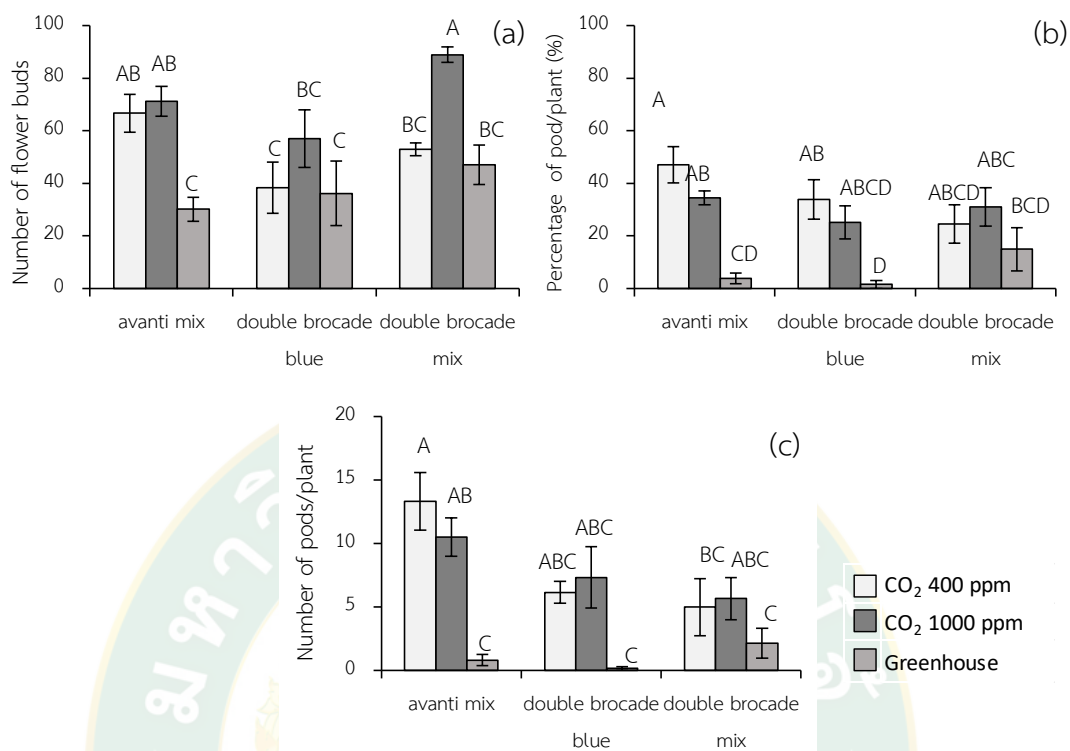 (a)
Number of flower buds
100
80
60
40
20
0
AB
AB
C
C
BC
C
BC
A
BC
avanti mix
double brocade
blue
double brocade
mix
(b)
Percentage of pod/plant (%)
100
80
60
40
20
0
A
AB
CD
AB
ABCD
D
ABCD
ABC
BCD
avanti mix
double brocade
blue
double brocade
mix
(c)
Number of pods/plant
20
15
10
5
0
A
AB
C
ABC
ABC
C
BC
ABC
C
avanti mix
double brocade
blue
double brocade
mix
CO₂ 400 ppm
CO₂ 1000 ppm
Greenhouse
มหาวิ